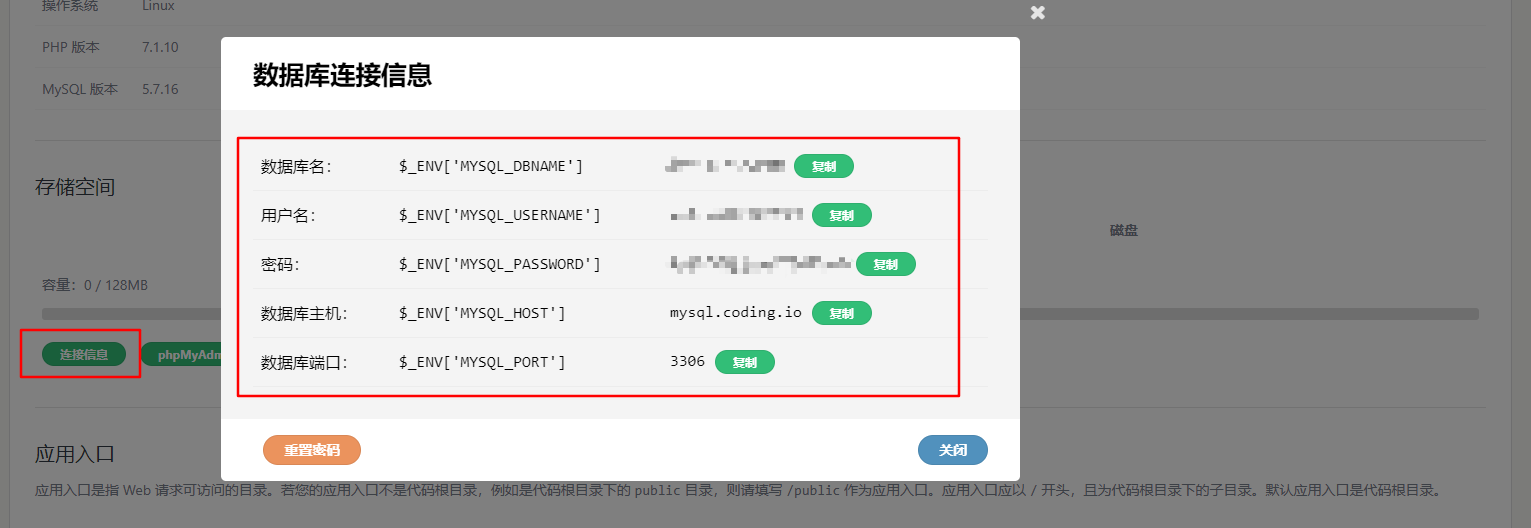 操作系统 Linux
PHP 版本 7.1.10
MySQL 版本 5.7.16
存储空间
磁盘
容量：0 / 128MB
连接信息 phpMyAdm
应用入口
应用入口是指 Web 请求可访问的目录。若您的应用入口不是代码根目录，例如是代码根目录下的 public 目录，则请填写 /public 作为应用入口。应用入口应以 / 开头，且为代码根目录下的子目录。默认应用入口是代码根目录。
数据库连接信息
数据库名： $_ENV['MYSQL_DBNAME'] 复制
用户名： $_ENV['MYSQL_USERNAME'] 复制
密码： $_ENV['MYSQL_PASSWORD'] 复制
数据库主机： $_ENV['MYSQL_HOST'] mysql.coding.io 复制
数据库端口： $_ENV['MYSQL_PORT'] 3306 复制
重置密码 关闭